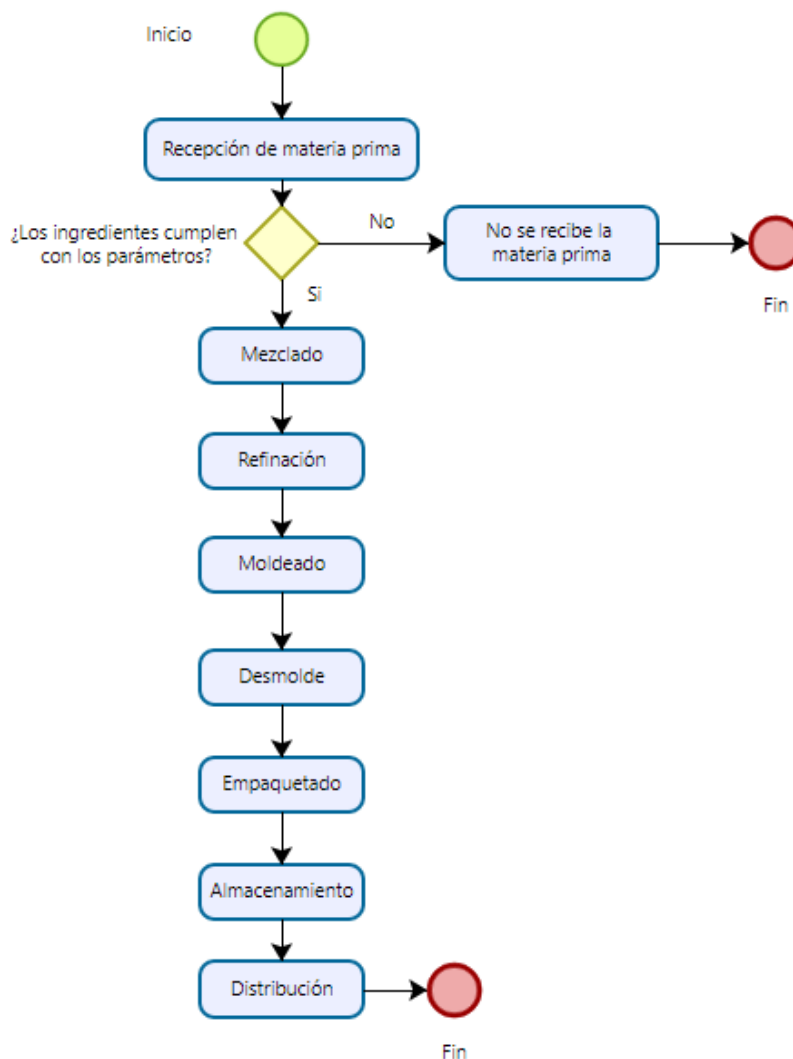 Inicio
Recepción de materia prima
¿Los ingredientes cumplen
con los parámetros?
No
No se recibe la
materia prima
Fin
Si
Mezclado
Refinación
Moldeado
Desmolde
Empaquetado
Almacenamiento
Distribución
Fin